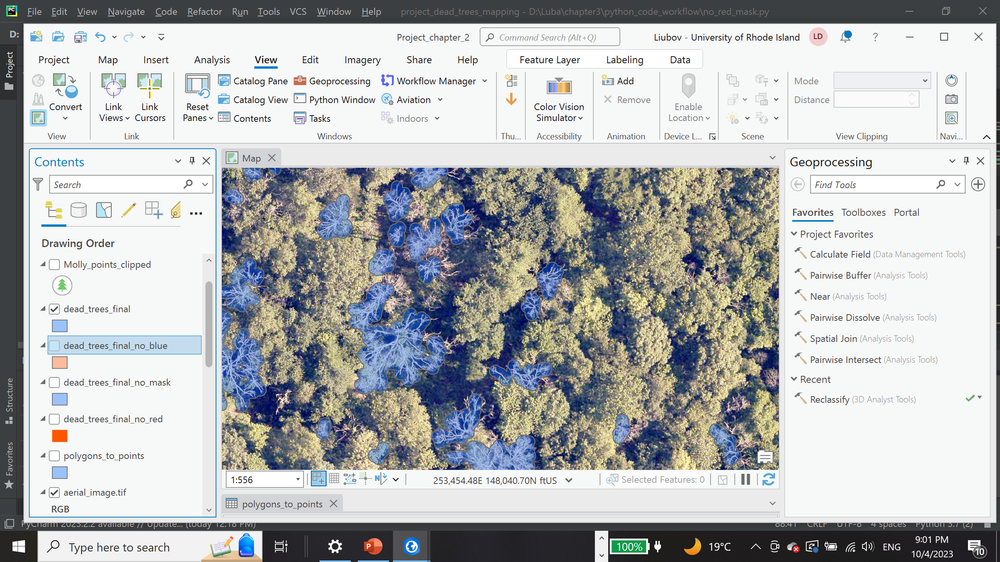 PC File Edit View Navigate Code Refactor Run Tools VCS Window Help project_dead_trees_mapping - D:\Luba\chapter3\python_code_workflow\no_red_mask.py
D:
Project_chapter_2 Command Search (Alt+Q) Liubov - University of Rhode Island LD ?
Project Map Insert Analysis View Edit Imagery Share Help Feature Layer Labeling Data
Project
Convert
Link Views
Link Cursors
Reset Panes
Catalog Pane
Catalog View
Contents
Geoprocessing
Python Window
Tasks
Workflow Manager
Aviation
Indoors
Color Vision Simulator
Add
Remove
Enable Location
Mode
Distance
View Link Windows Thu... Accessibility Animation Device L... Scene View Clipping Navi...
Contents
Search
Drawing Order
Molly_points_clipped
dead_trees_final
dead_trees_final_no_blue
dead_trees_final_no_mask
dead_trees_final_no_red
polygons_to_points
aerial_image.tif
RGB
Structure
Favorites
Map
1:556 N 253,454.48E 148,040.70N ftUS Selected Features: 0
polygons_to_points
Geoprocessing
Find Tools
Favorites Toolboxes Portal
Project Favorites
Calculate Field (Data Management Tools)
Pairwise Buffer (Analysis Tools)
Near (Analysis Tools)
Pairwise Dissolve (Analysis Tools)
Spatial Join (Analysis Tools)
Pairwise Intersect (Analysis Tools)
Recent
Reclassify (3D Analyst Tools)
PyCharm 2023.2.2 available // Update... (today 12:18 PM) 88:41 CRLF UTF-8 4 spaces Python 3.7 (2)
Type here to search P 100% 19°C ENG 9:01 PM
10/4/2023 10